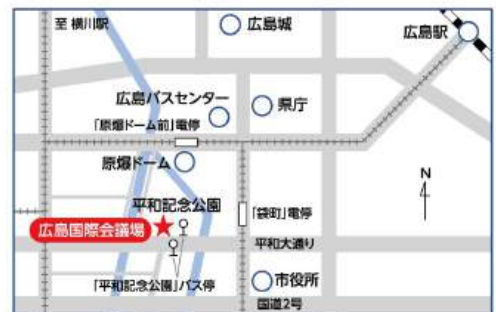 至 横川駅
広島城
広島駅
広島バスセンター
県庁
「原爆ドーム前」電停
原爆ドーム
N
平和記念公園
「袋町」電停
広島国際会議場
平和大通り
「平和記念公園」バス停
市役所
国道2号